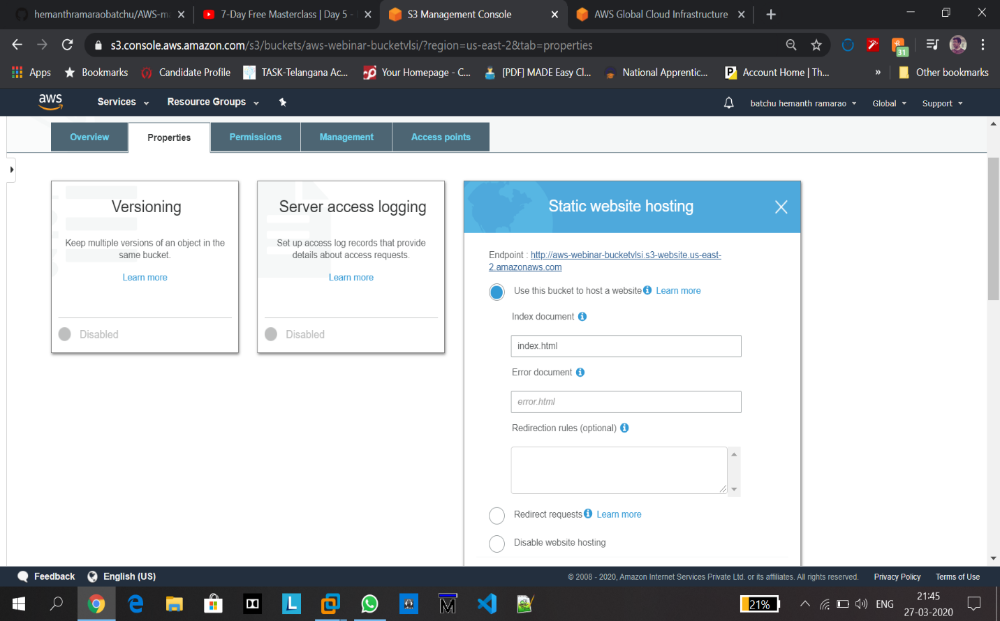 hemanthramaraobatchu/AWS-ma
7-Day Free Masterclass | Day 5 -
S3 Management Console
AWS Global Cloud Infrastructure
s3.console.aws.amazon.com/s3/buckets/aws-webinar-bucketvlsi/?region=us-east-2&tab=properties
31
Apps
Bookmarks
Candidate Profile
TASK-Telangana Ac...
Your Homepage - C...
[PDF] MADE Easy Cl...
National Apprentic...
Account Home | Th...
»
Other bookmarks
aws
Services
Resource Groups
batchu hemanth ramarao
Global
Support
Overview
Properties
Permissions
Management
Access points
Versioning
Keep multiple versions of an object in the
same bucket.
Learn more
Disabled
Server access logging
Set up access log records that provide
details about access requests.
Learn more
Disabled
Static website hosting
Endpoint : http://aws-webinar-bucketvlsi.s3-website.us-east-
2.amazonaws.com
Use this bucket to host a website Learn more
Index document
index.html
Error document
error.html
Redirection rules (optional)
Redirect requests Learn more
Disable website hosting
Feedback
English (US)
© 2008 - 2020, Amazon Internet Services Private Ltd. or its affiliates. All rights reserved.
Privacy Policy
Terms of Use
21%
ENG
21:45
27-03-2020